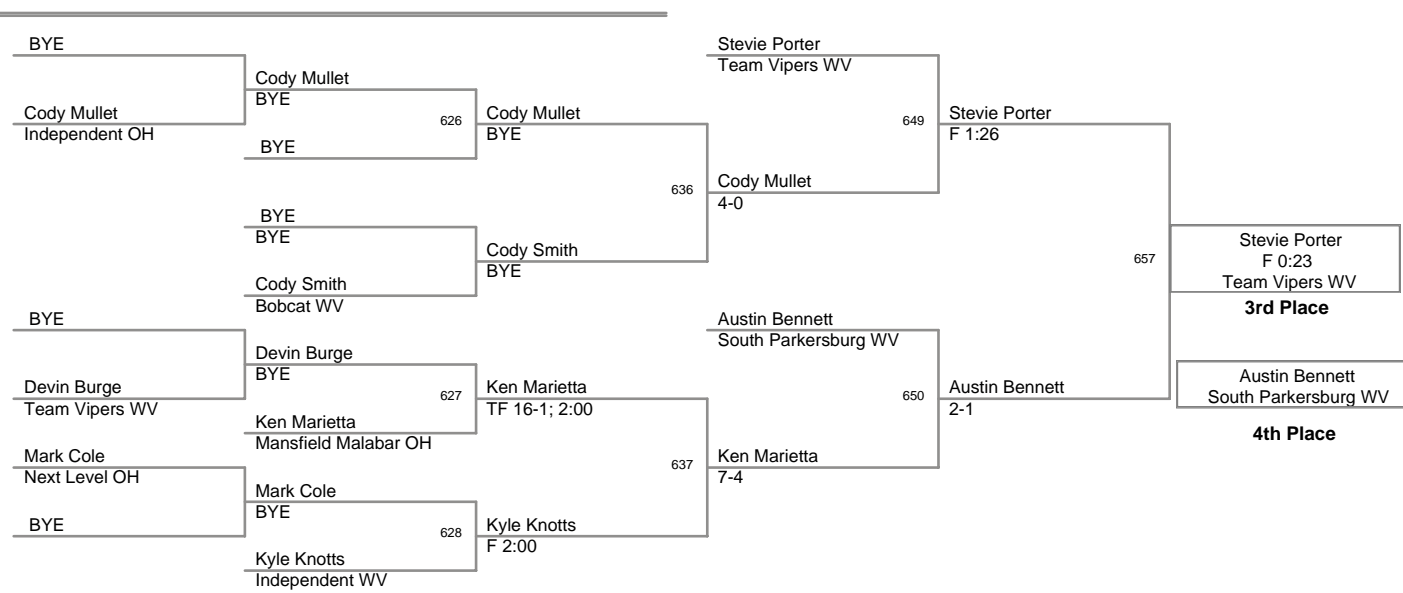 BYE
Cody Mullet
Independent OH
BYE
Devin Burge
Team Vipers WV
Mark Cole
Next Level OH
BYE
Cody Mullet
BYE
626
BYE
BYE
BYE
Cody Smith
Bobcat WV
Devin Burge
BYE
627
Ken Marietta
Mansfield Malabar OH
Mark Cole
BYE
628
Kyle Knotts
Independent WV
Cody Mullet
BYE
636
Cody Smith
BYE
Ken Marietta
TF 16-1; 2:00
637
Kyle Knotts
F 2:00
Stevie Porter
Team Vipers WV
649
Cody Mullet
4-0
Austin Bennett
South Parkersburg WV
650
Ken Marietta
7-4
Stevie Porter
F 1:26
657
Austin Bennett
2-1
Stevie Porter
F 0:23
Team Vipers WV
3rd Place
Austin Bennett
South Parkersburg WV
4th Place